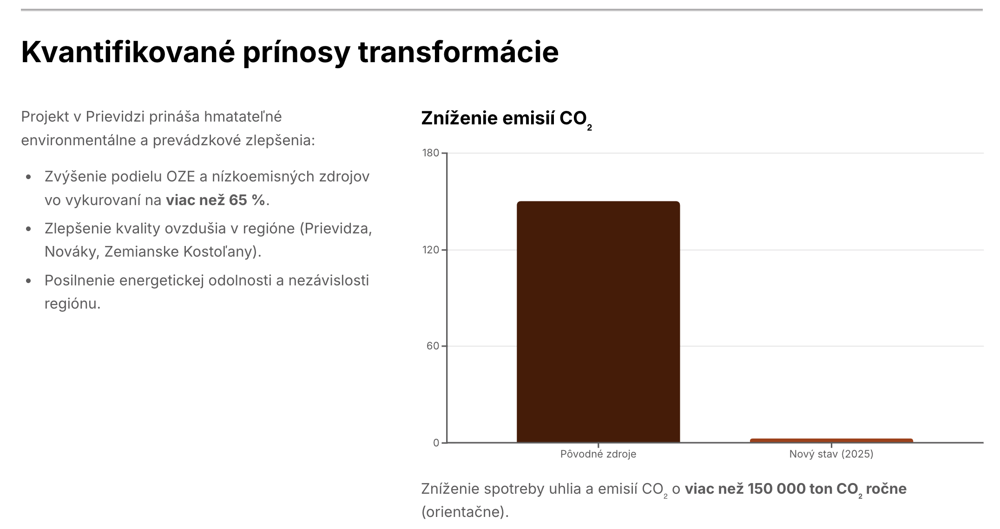 Kvantifikované prínosy transformácie
Projekt v Prievidzi prináša hmatateľné
environmentálne a prevádzkové zlepšenia:
• Zvýšenie podielu OZE a nízkoemisných zdrojov
vo vykurovaní na viac než 65 %.
• Zlepšenie kvality ovzdušia v regióne (Prievidza,
Nováky, Zemianske Kostoľany).
• Posilnenie energetickej odolnosti a nezávislosti
regiónu.
Zníženie emisií CO₂
180
120
60
0
Pôvodné zdroje
Nový stav (2025)
Zníženie spotreby uhlia a emisií CO₂ o viac než 150 000 ton CO₂ ročne
(orientačne).